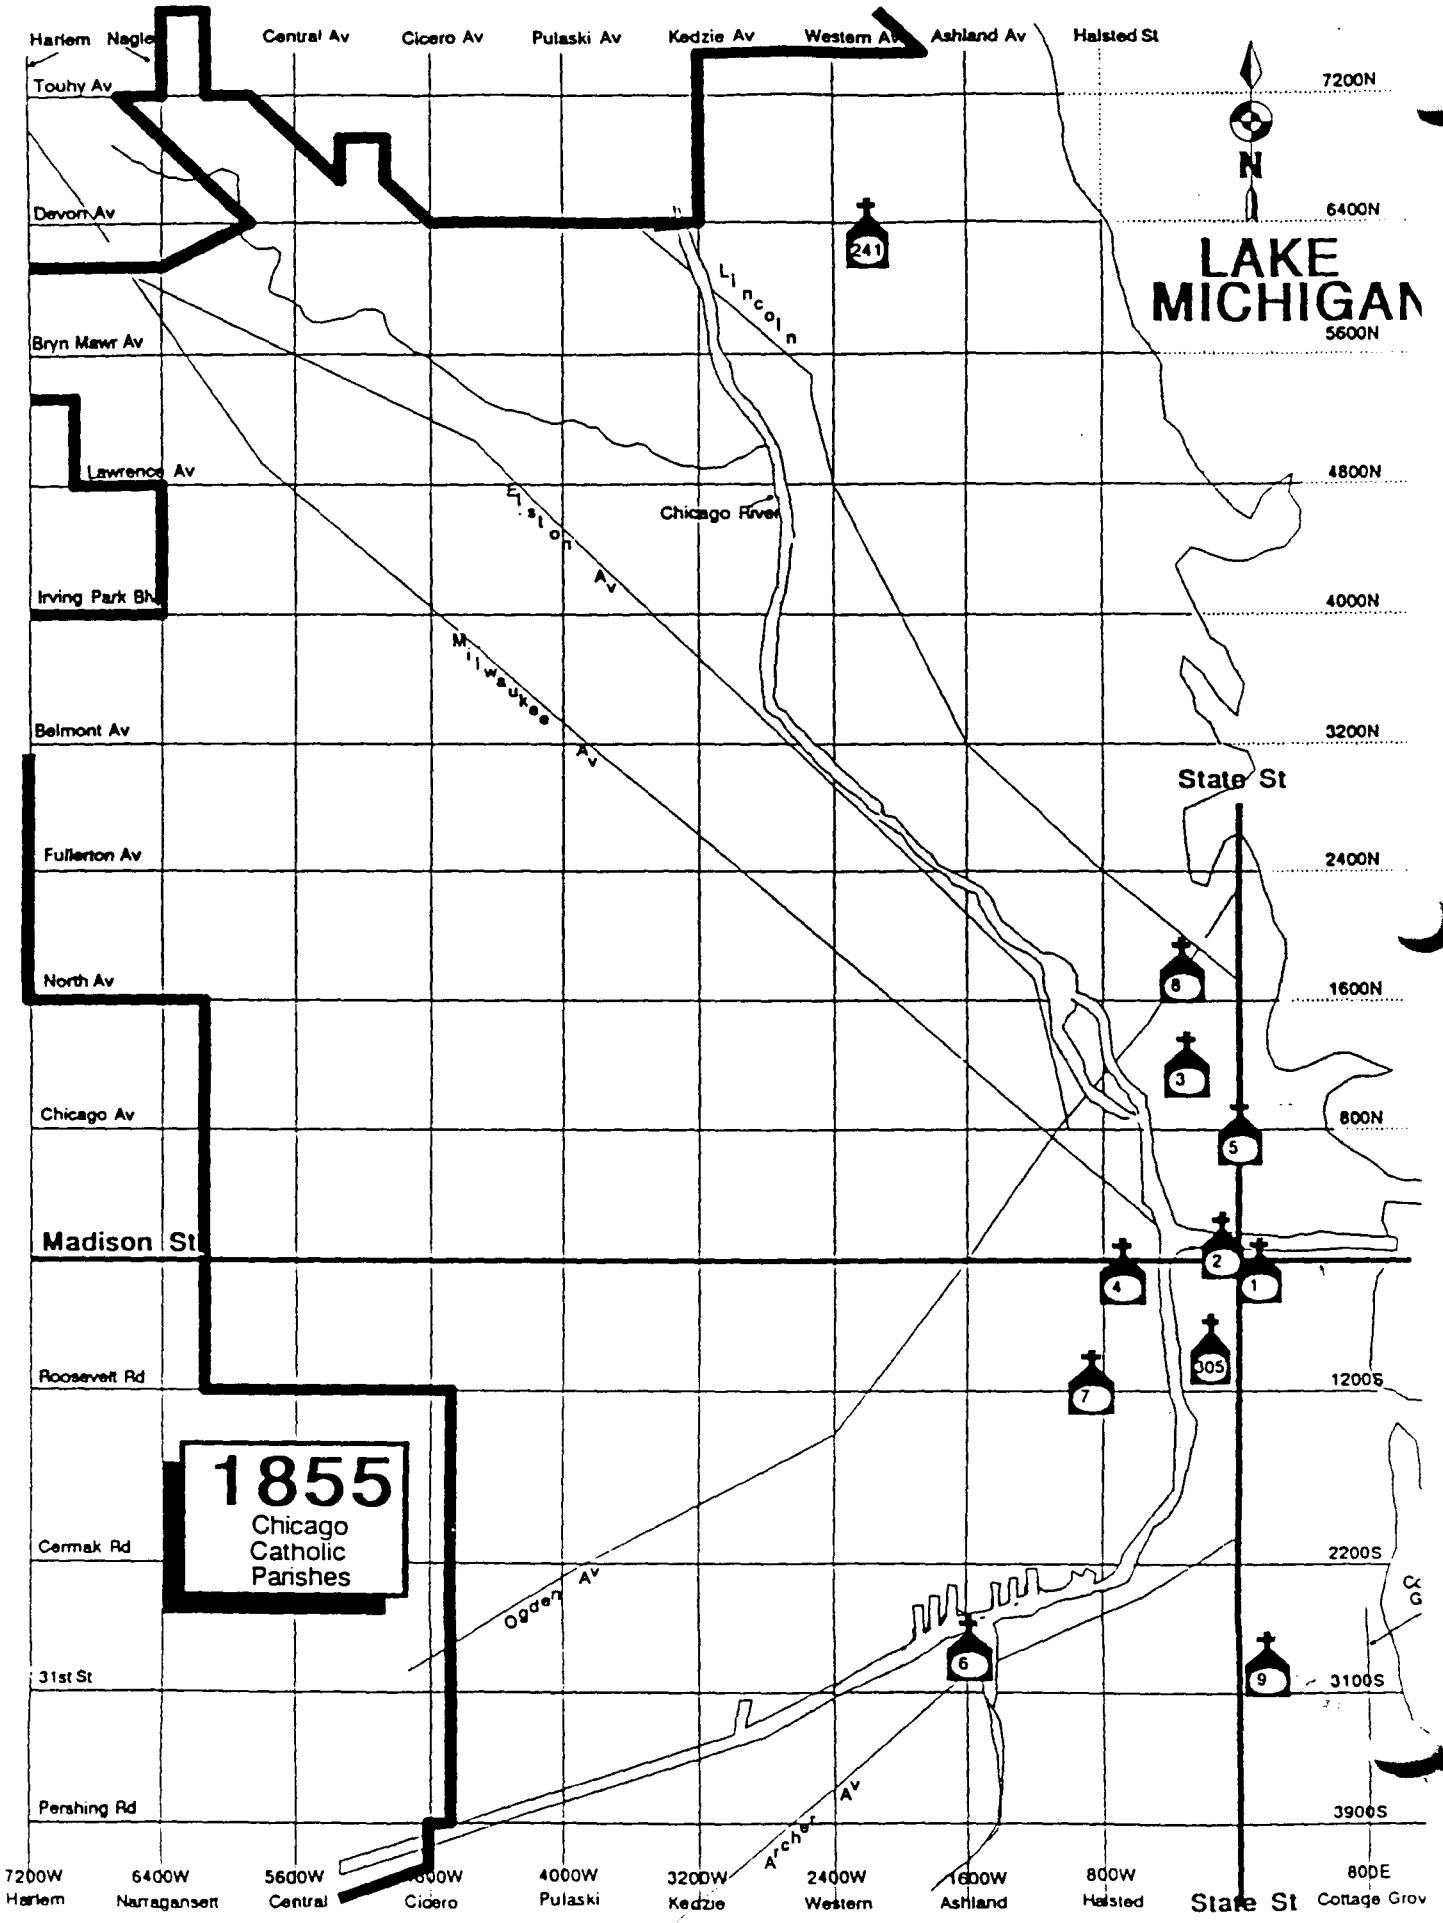 Harlem Nagle Central Av Cicero Av Pulaski Av Kedzie Av Western Av Ashland Av Halsted St
Touhy Av 7200N
N
Devon Av 6400N
241
LAKE
MICHIGAN
Lincoln
Bryn Mawr Av 5600N
Lawrence Av 4800N
Elston Av
Chicago River
Irving Park Blv 4000N
Milwaukee Av
Belmont Av 3200N
State St
Fullerton Av 2400N
8
North Av 1600N
3
Chicago Av 800N
5
Madison St
2
4 1
305
Roosevelt Rd 1200S
7
1855
Chicago
Catholic
Parishes
Cermak Rd 2200S
Ogden Av
G
6
31st St 3100S
9
Archer Av
Pershing Rd 3900S
7200W 6400W 5600W 4800W 4000W 3200W 2400W 1600W 800W 800E
Harlem Narragansett Central Cicero Pulaski Kedzie Western Ashland Halsted State St Cottage Grov